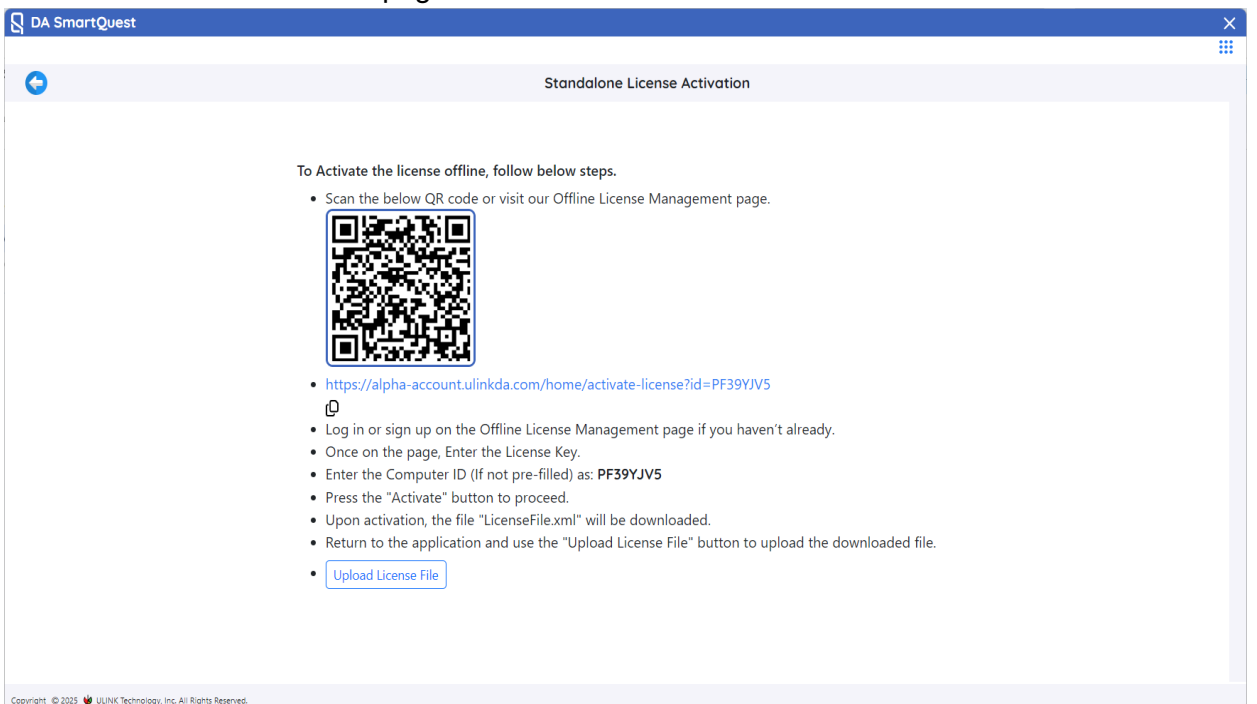 DA SmartQuest
Standalone License Activation
To Activate the license offline, follow below steps.
Scan the below QR code or visit our Offline License Management page.
https://alpha-account.ulinkda.com/home/activate-license?id=PF39YJV5
Log in or sign up on the Offline License Management page if you haven't already.
Once on the page, Enter the License Key.
Enter the Computer ID (If not pre-filled) as: PF39YJV5
Press the "Activate" button to proceed.
Upon activation, the file "LicenseFile.xml" will be downloaded.
Return to the application and use the "Upload License File" button to upload the downloaded file.
Upload License File
Copyright © 2025 ULINK Technology, Inc. All Rights Reserved.